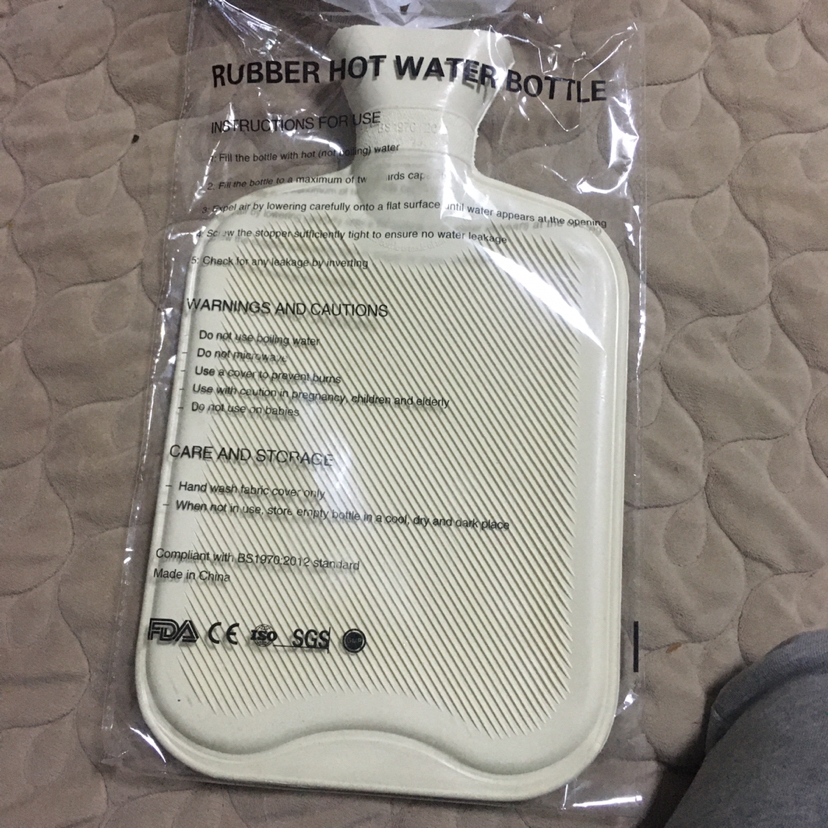 RUBBER HOT WATER BOTTLE
INSTRUCTIONS FOR USE
BS1970
1: Fill the bottle with hot (not boiling) water
2: Fill the bottle to a maximum of cap
3: Expel air by lowering carefully onto a flat surface until water appears at the opening
4: Screw the stopper sufficiently tight to ensure no water leakage
5: Check for any leakage by inverting
WARNINGS AND CAUTIONS
Do not use boiling water
– Do not microwave
– Use a cover to prevent burns
– Use with caution in pregnancy, children and elderly
– Do not use on babies
CARE AND STORAGE
– Hand wash fabric cover only
– When not in use, store empty bottle in a cool, dry and dark place
Compliant with BS1970:2012 standard
Made in China
FDA CE ISO SGS